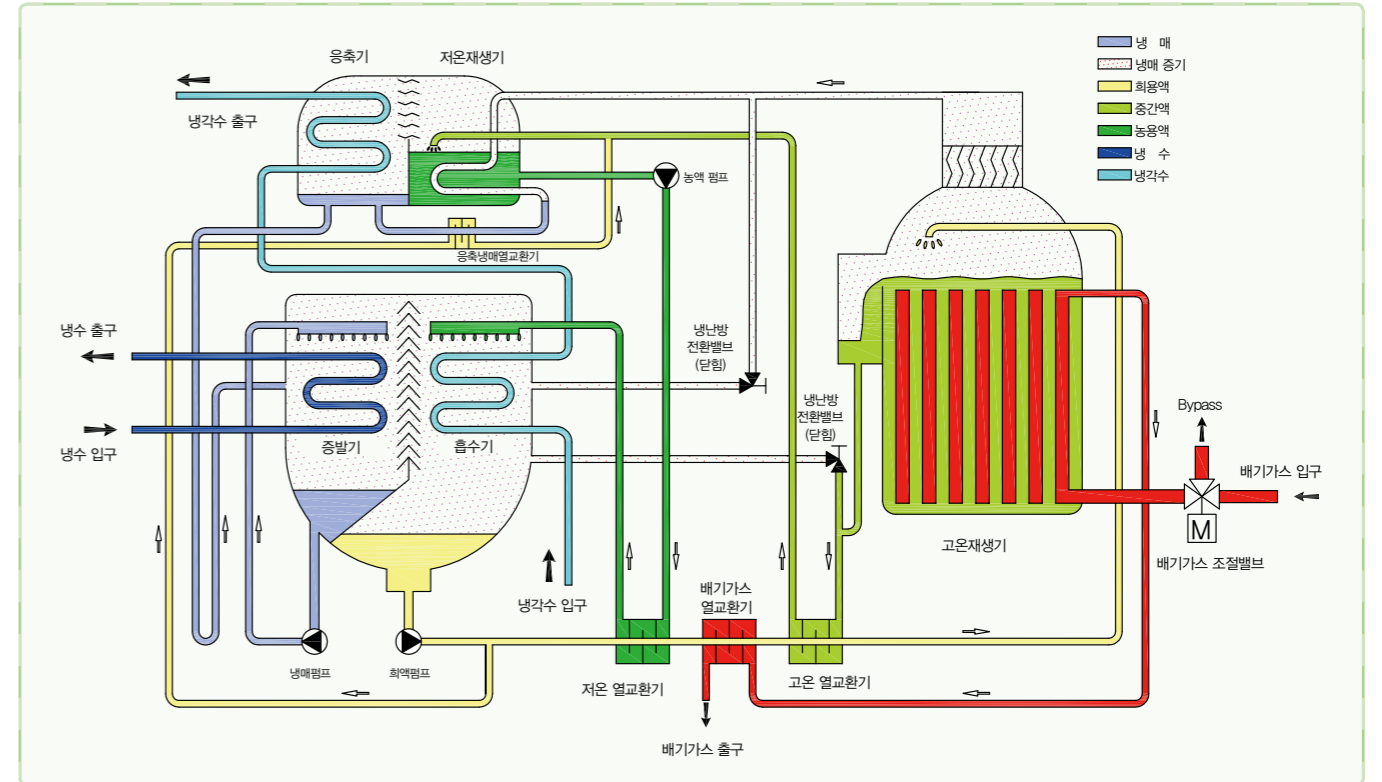 응축기
저온재생기
냉 매
냉매 증기
희용액
중간액
농용액
냉 수
냉각수
냉각수 출구
농액 펌프
응축냉매열교환기
냉수 출구
냉난방
전환밸브
(닫힘)
냉난방
전환밸브
(닫힘)
Bypass
냉수 입구
증발기
흡수기
배기가스 입구
M
고온재생기
배기가스 조절밸브
냉각수 입구
배기가스
열교환기
냉매펌프
희액펌프
저온 열교환기
고온 열교환기
배기가스 출구